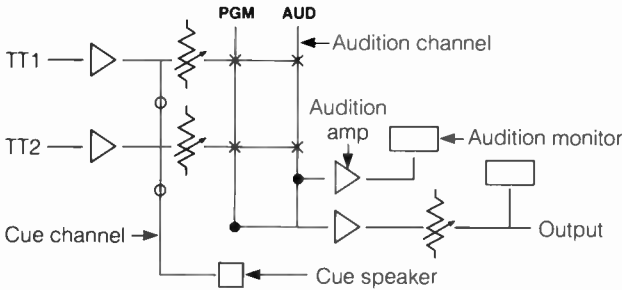 PGM AUD
Audition channel
TT1
Audition
amp
TT2
Audition monitor
Cue channel
Output
Cue speaker